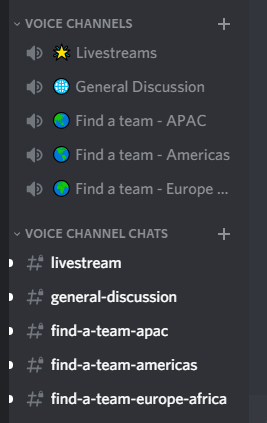 VOICE CHANNELS
Livestreams
General Discussion
Find a team - APAC
Find a team - Americas
Find a team - Europe ...
VOICE CHANNEL CHATS
livestream
general-discussion
find-a-team-apac
find-a-team-americas
find-a-team-europe-africa